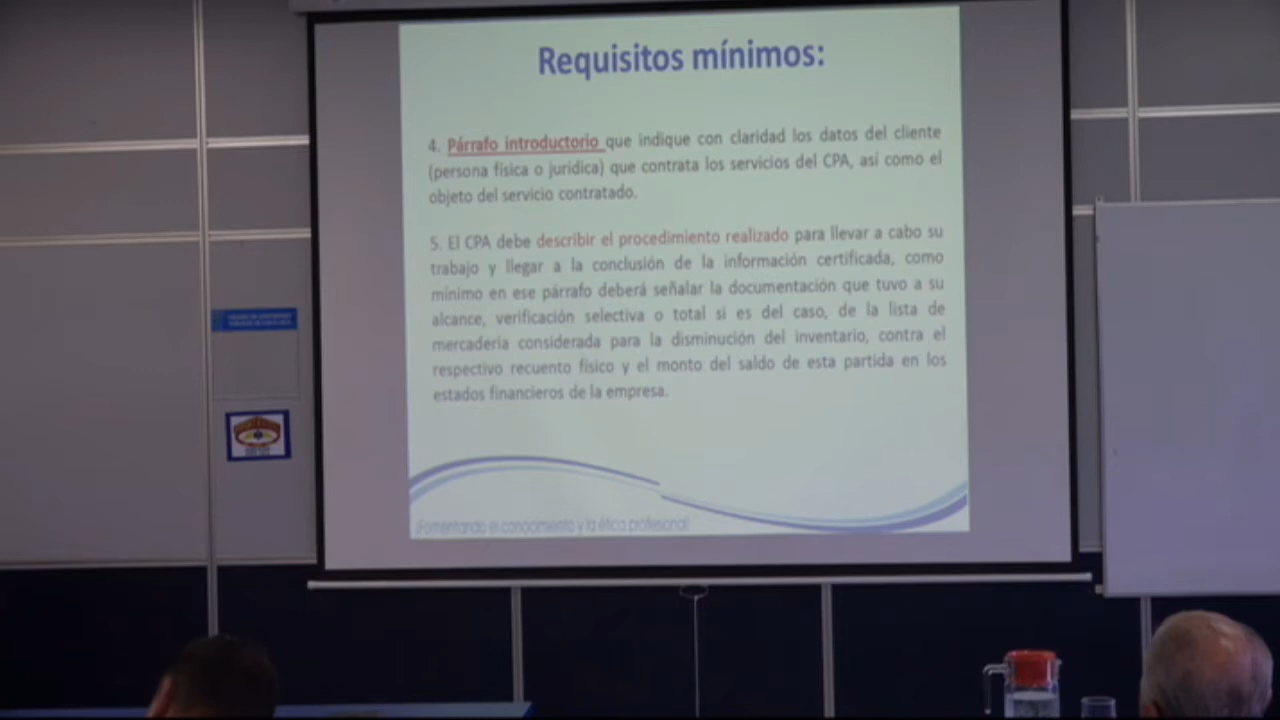 Requisitos mínimos:
4. Párrafo introductorio que indique con claridad los datos del cliente
(persona física o jurídica) que contrata los servicios del CPA, así como el
objeto del servicio contratado.
5. El CPA debe describir el procedimiento realizado para llevar a cabo su
trabajo y llegar a la conclusión de la información certificada, como
mínimo en ese párrafo deberá señalar la documentación que tuvo a su
alcance, verificación selectiva o total si es del caso, de la lista de
mercadería considerada para la disminución del inventario, contra el
respectivo recuento físico y el monto del saldo de esta partida en los
estados financieros de la empresa.
(Fomentando el conocimiento y la ética profesional)